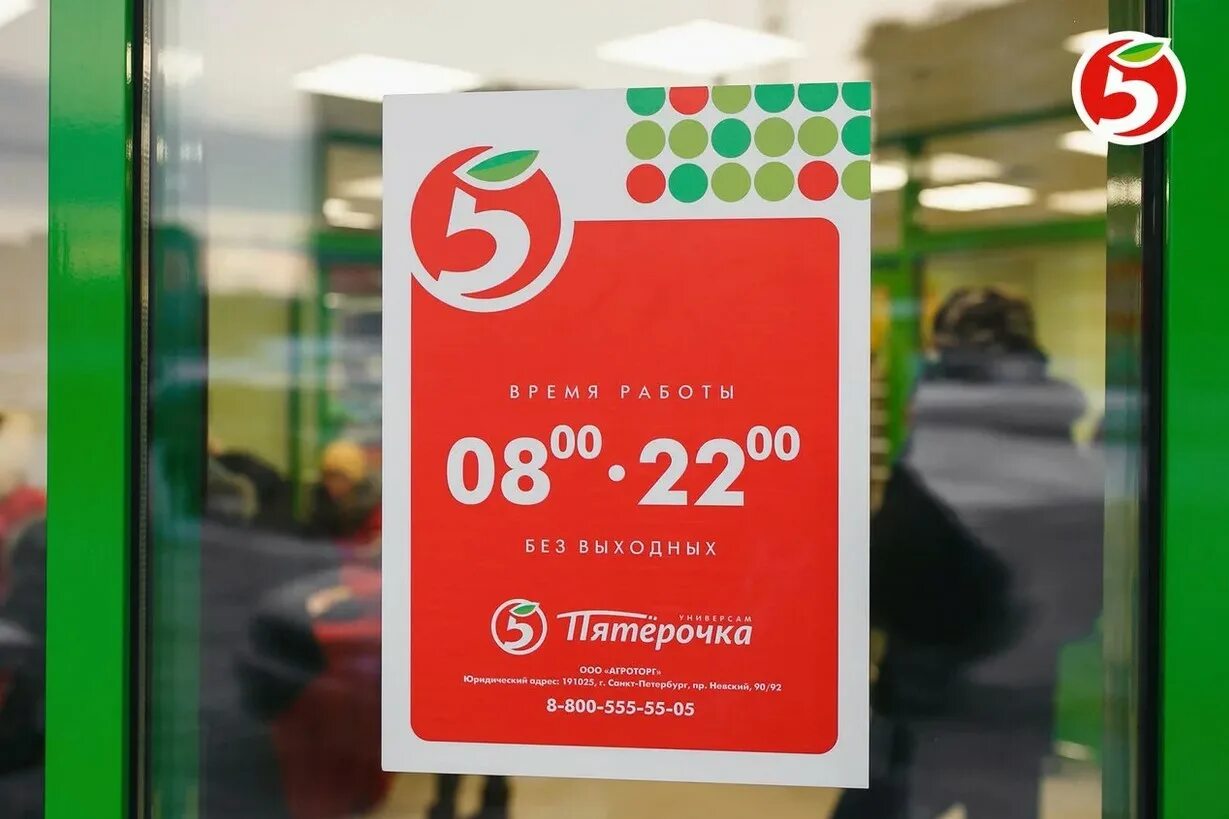 5
5
ВРЕМЯ РАБОТЫ
08⁰⁰ · 22⁰⁰
БЕЗ ВЫХОДНЫХ
УНИВЕРСАМ
5 Пятёрочка
ООО «АГРОТОРГ»
Юридический адрес: 191025, г. Санкт-Петербург, пр. Невский, 90/92
8-800-555-55-05